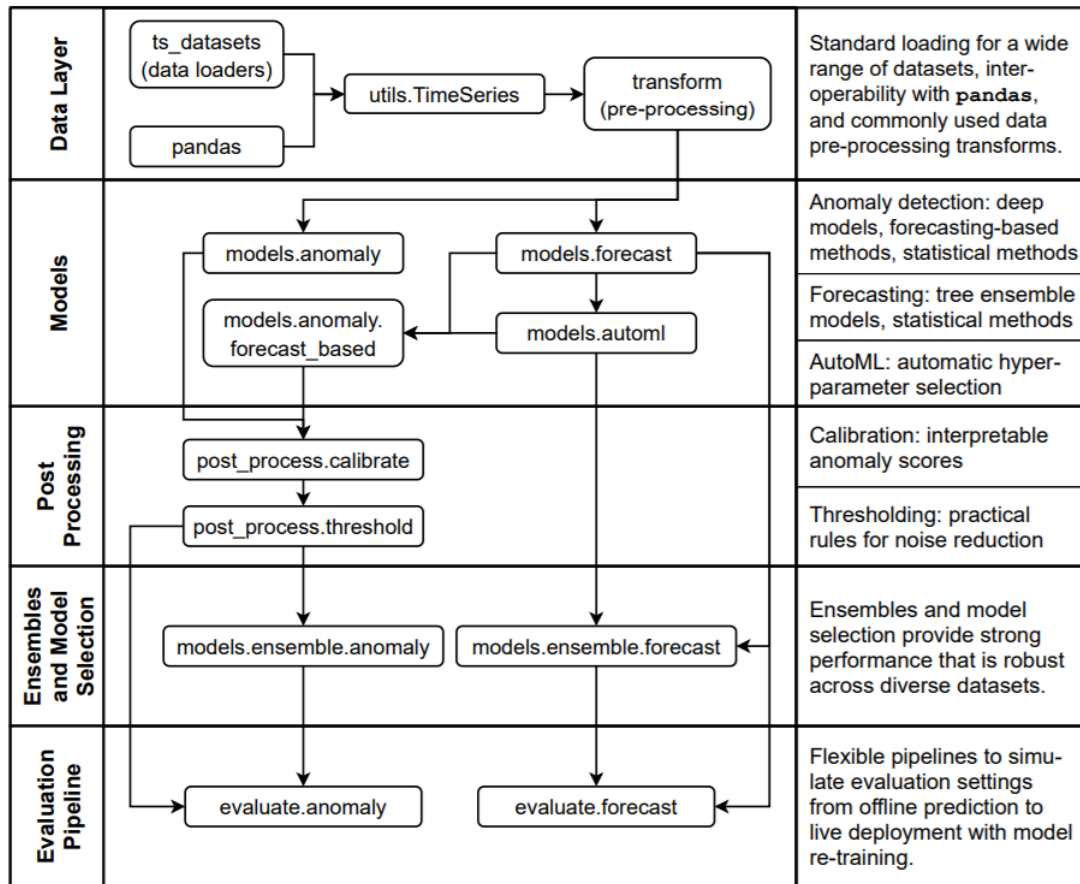 Data Layer
ts_datasets
(data loaders)
pandas
utils.TimeSeries
transform
(pre-processing)
Standard loading for a wide
range of datasets, inter-
operability with pandas,
and commonly used data
pre-processing transforms.
Models
models.anomaly
models.forecast
models.anomaly.
forecast_based
models.automl
Anomaly detection: deep
models, forecasting-based
methods, statistical methods
Forecasting: tree ensemble
models, statistical methods
AutoML: automatic hyper-
parameter selection
Post
Processing
post_process.calibrate
post_process.threshold
Calibration: interpretable
anomaly scores
Thresholding: practical
rules for noise reduction
Ensembles
and Model
Selection
models.ensemble.anomaly
models.ensemble.forecast
Ensembles and model
selection provide strong
performance that is robust
across diverse datasets.
Evaluation
Pipeline
evaluate.anomaly
evaluate.forecast
Flexible pipelines to simu-
late evaluation settings
from offline prediction to
live deployment with model
re-training.